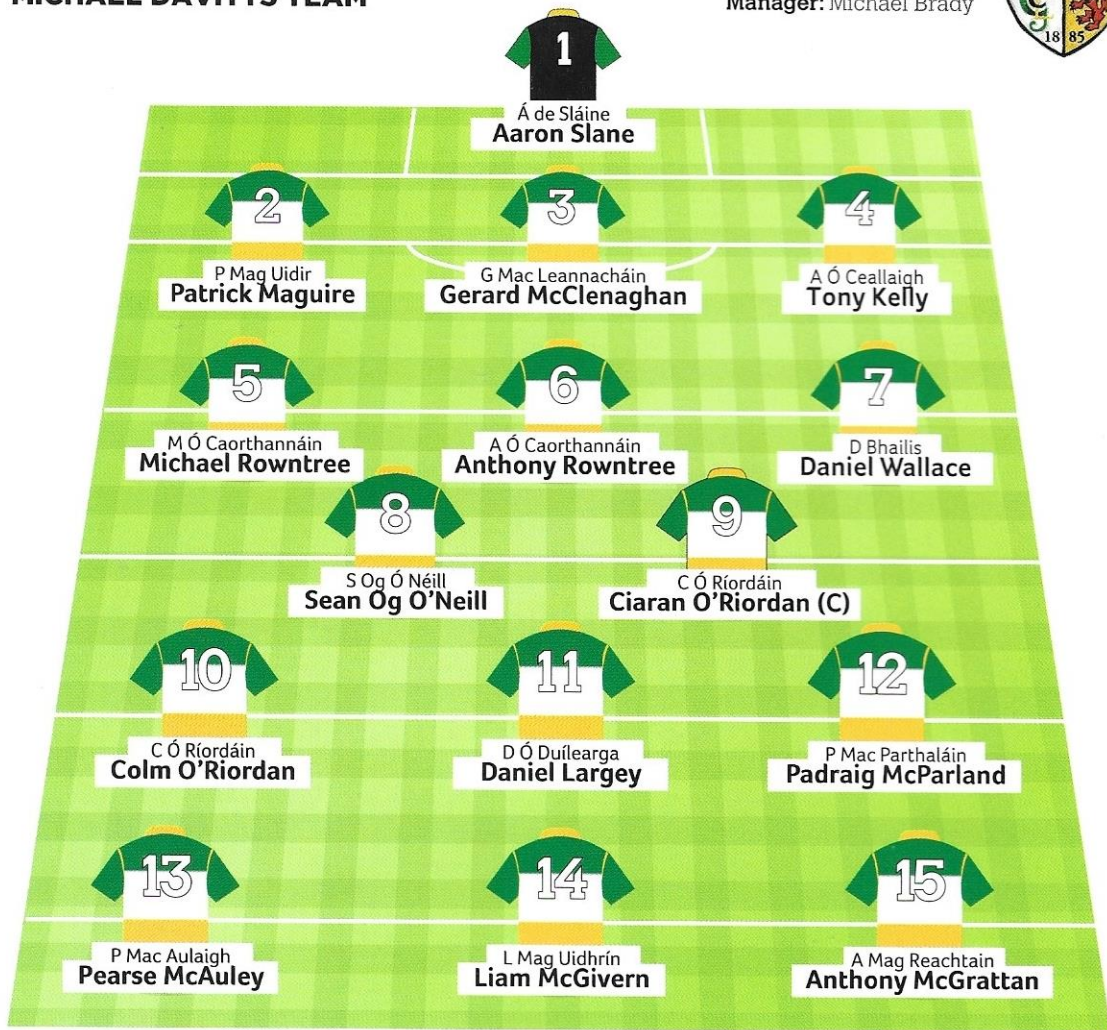 MICHAEL DAVITTS TEAM
Manager: Michael Brady
18 85
1
Á de Sláine
Aaron Slane
2
P Mag Uidir
Patrick Maguire
3
G Mac Leannacháin
Gerard McClenaghan
4
A Ó Ceallaigh
Tony Kelly
5
M Ó Caorthannáin
Michael Rowntree
6
A Ó Caorthannáin
Anthony Rowntree
7
D Bhailis
Daniel Wallace
8
S Og Ó Néill
Sean Og O'Neill
9
C Ó Ríordáin
Ciaran O'Riordan (C)
10
C Ó Ríordáin
Colm O'Riordan
11
D Ó Duílearga
Daniel Largey
12
P Mac Parthaláin
Padraig McParland
13
P Mac Aulaigh
Pearse McAuley
14
L Mag Uidhrín
Liam McGivern
15
A Mag Reachtain
Anthony McGrattan